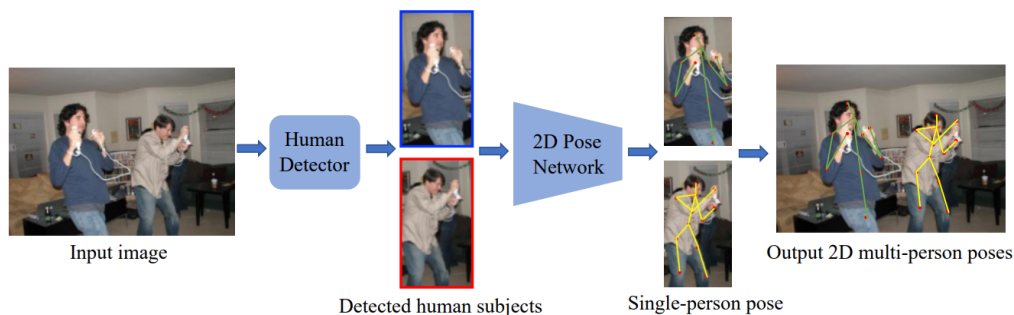 Human
Detector
2D Pose
Network
Input image
Detected human subjects
Single-person pose
Output 2D multi-person poses